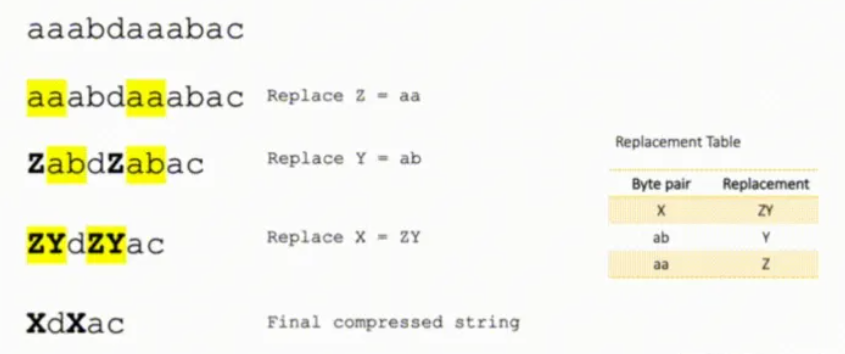 aaabdaaabac
aaabdaaabac Replace Z = aa
ZabdZabac Replace Y = ab
ZYdZYac Replace X = ZY
XdXac Final compressed string
Replacement Table
Byte pair Replacement
X ZY
ab Y
aa Z